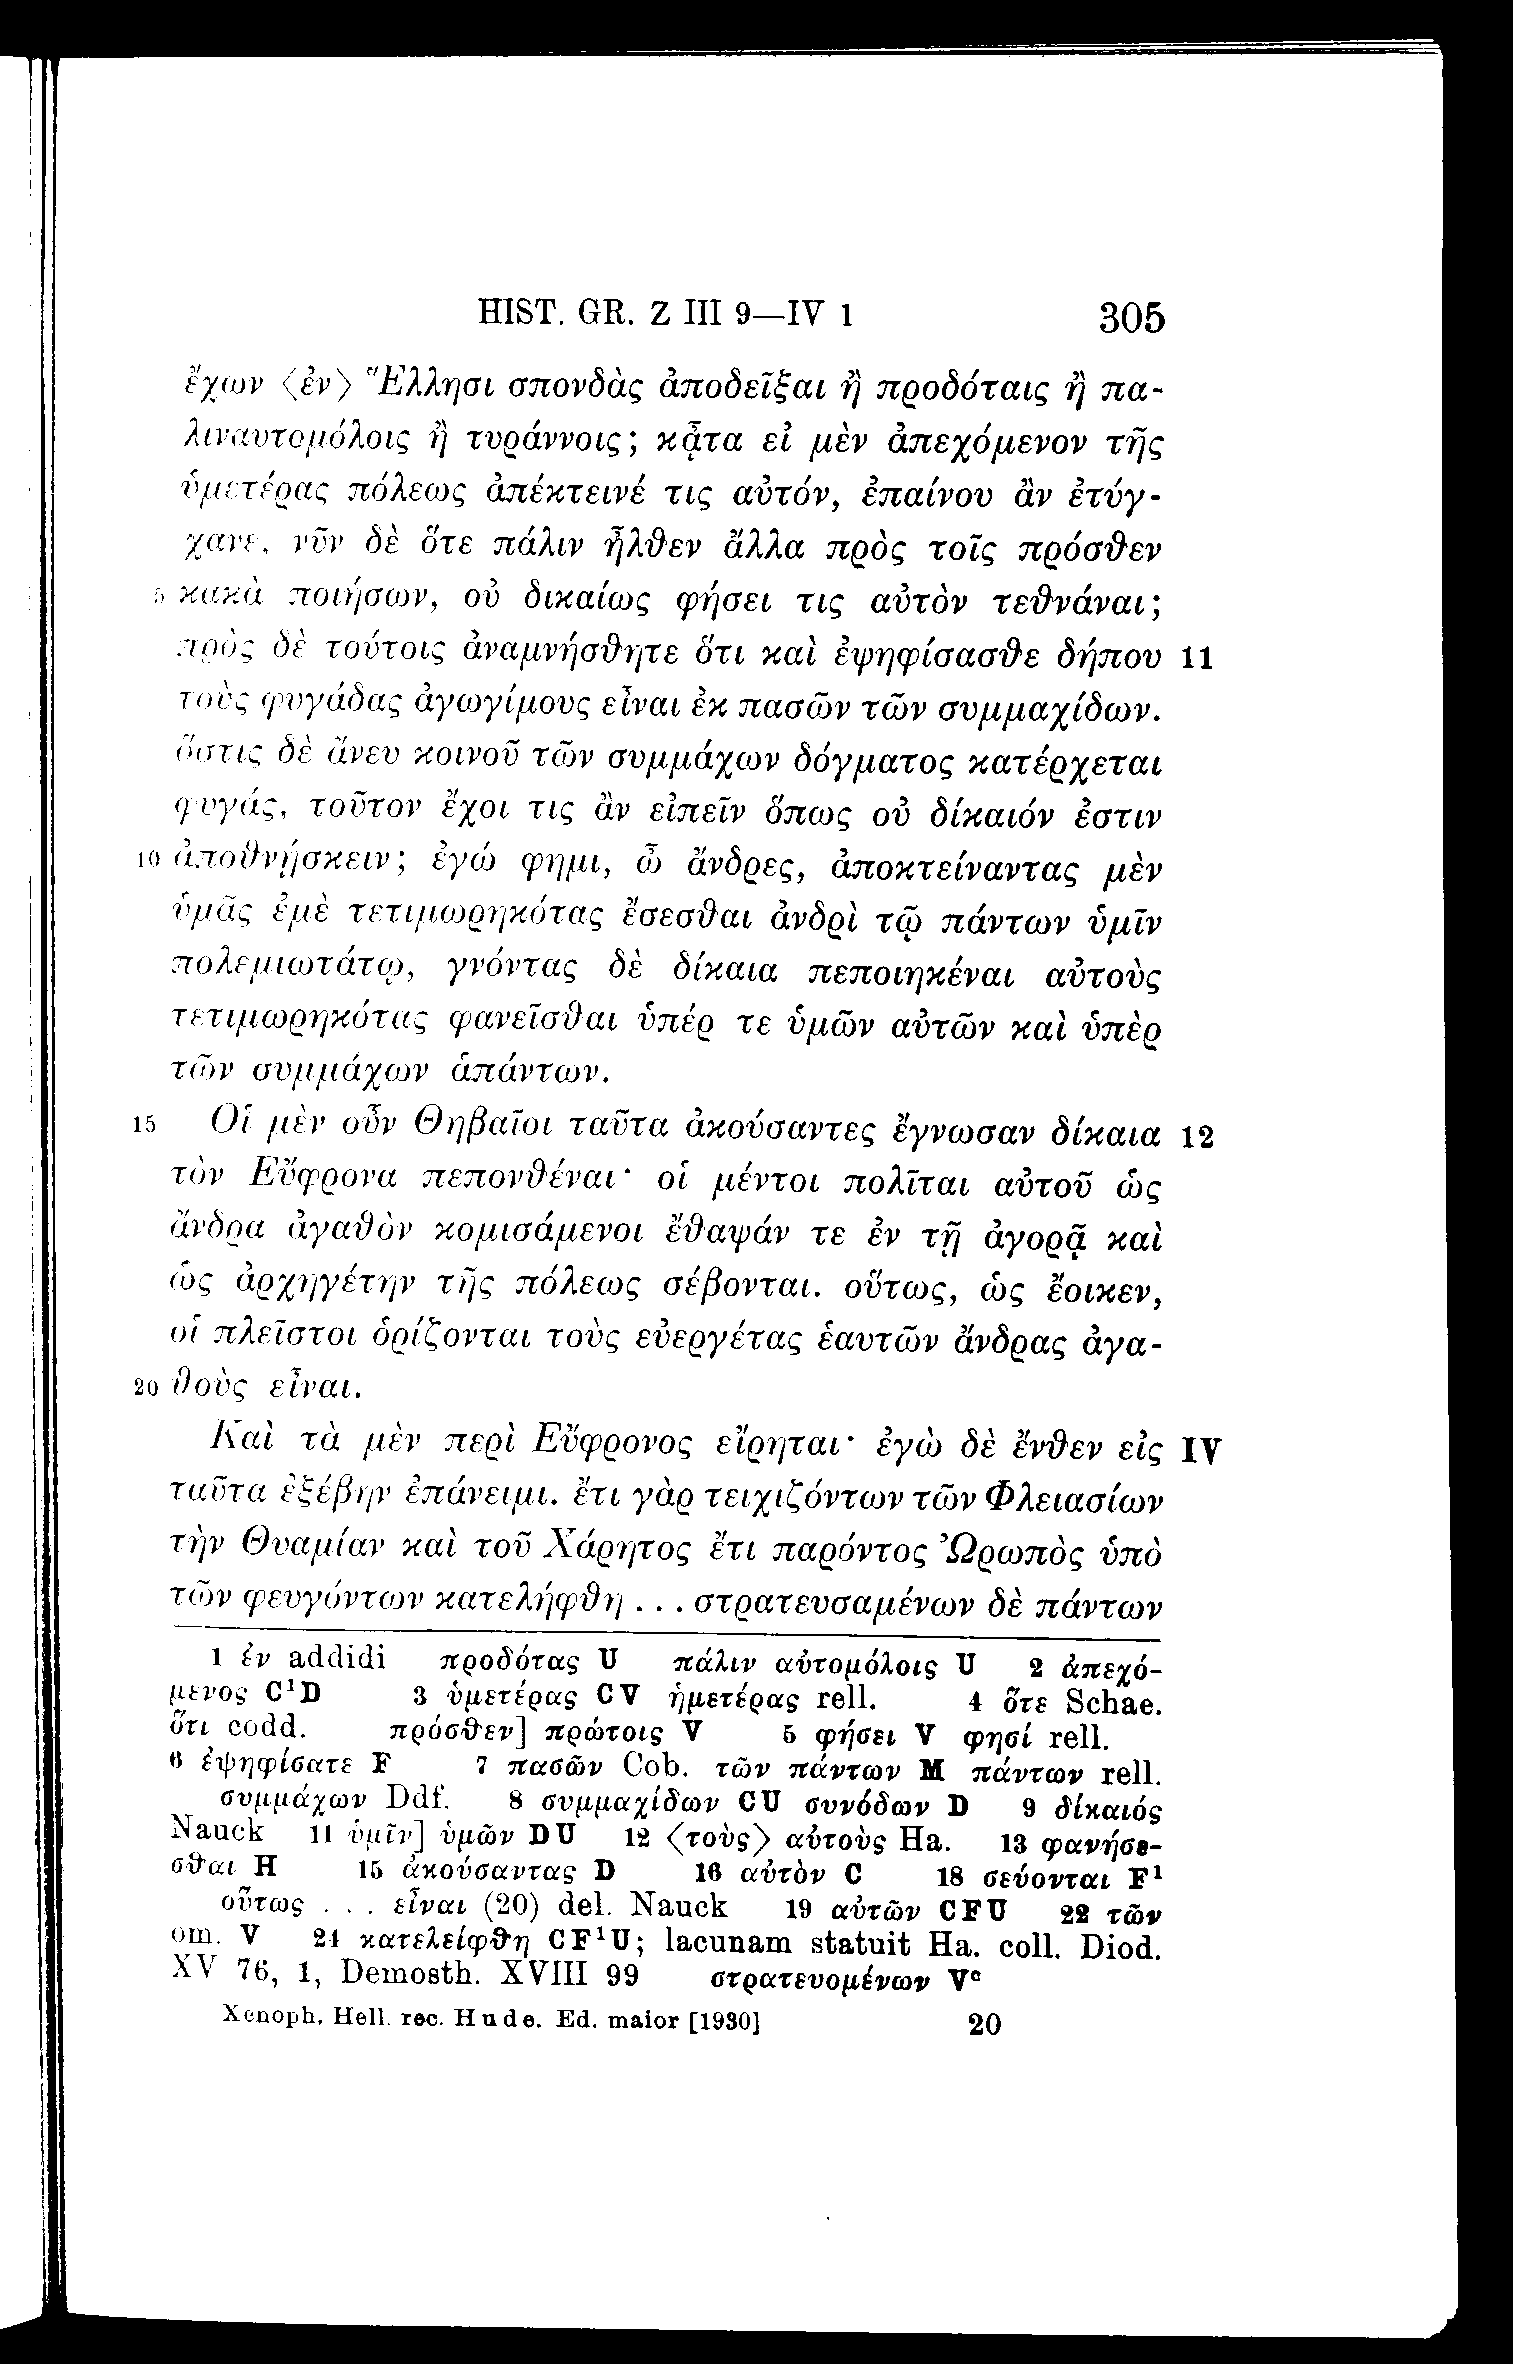 HIST. GR. Z III 9—IV 1 305
ἔχων ⟨ἐν⟩ Ἕλλησι σπονδὰς ἀποδεῖξαι ἢ προδόταις ἢ πα-
λιναυτομόλοις ἢ τυράννοις; κᾆτα εἰ μὲν ἀπεχόμενον τῆς
ὑμετέρας πόλεως ἀπέκτεινέ τις αὐτόν, ἐπαίνου ἂν ἐτύγ-
χανε, νῦν δὲ ὅτε πάλιν ἦλθεν ἄλλα πρὸς τοῖς πρόσθεν
5 κακὰ ποιήσων, οὐ δικαίως φήσει τις αὐτὸν τεθνάναι;
πρὸς δὲ τούτοις ἀναμνήσθητε ὅτι καὶ ἐψηφίσασθε δήπου 11
τοὺς φυγάδας ἀγωγίμους εἶναι ἐκ πασῶν τῶν συμμαχίδων.
ὅστις δὲ ἄνευ κοινοῦ τῶν συμμάχων δόγματος κατέρχεται
φυγάς, τοῦτον ἔχοι τις ἂν εἰπεῖν ὅπως οὐ δίκαιόν ἐστιν
10 ἀποθνῄσκειν; ἐγώ φημι, ὦ ἄνδρες, ἀποκτείναντας μὲν
ὑμᾶς ἐμὲ τετιμωρηκότας ἔσεσθαι ἀνδρὶ τῷ πάντων ὑμῖν
πολεμιωτάτῳ, γνόντας δὲ δίκαια πεποιηκέναι αὐτοὺς
τετιμωρηκότας φανεῖσθαι ὑπέρ τε ὑμῶν αὐτῶν καὶ ὑπὲρ
τῶν συμμάχων ἁπάντων.
15 Οἱ μὲν οὖν Θηβαῖοι ταῦτα ἀκούσαντες ἔγνωσαν δίκαια 12
τὸν Εὔφρονα πεπονθέναι· οἱ μέντοι πολῖται αὐτοῦ ὡς
ἄνδρα ἀγαθὸν κομισάμενοι ἔθαψάν τε ἐν τῇ ἀγορᾷ καὶ
ὡς ἀρχηγέτην τῆς πόλεως σέβονται. οὕτως, ὡς ἔοικεν,
οἱ πλεῖστοι ὁρίζονται τοὺς εὐεργέτας ἑαυτῶν ἄνδρας ἀγα-
20 θοὺς εἶναι.
Καὶ τὰ μὲν περὶ Εὔφρονος εἴρηται· ἐγὼ δὲ ἔνθεν εἰς IV
ταῦτα ἐξέβην ἐπάνειμι. ἔτι γὰρ τειχιζόντων τῶν Φλειασίων
τὴν Θυαμίαν καὶ τοῦ Χάρητος ἔτι παρόντος Ὠρωπὸς ὑπὸ
τῶν φευγόντων κατελήφθη . . . στρατευσαμένων δὲ πάντων
1 ἐν addidi προδότας U πάλιν αὐτομόλοις U 2 ἀπεχό-
μενος C¹D 3 ὑμετέρας CV ἡμετέρας rell. 4 ὅτε Schae.
ὅτι codd. πρόσθεν] πρώτοις V 5 φήσει V φησί rell.
6 ἐψηφίσατε F 7 πασῶν Cob. τῶν πάντων M πάντων rell.
συμμάχων Ddf. 8 συμμαχίδων CU συνόδων D 9 δίκαιός
Nauck 11 ὑμῖν] ὑμῶν DU 12 ⟨τοὺς⟩ αὐτοὺς Ha. 13 φανήσε-
σθαι H 15 ἀκούσαντας D 16 αὐτὸν C 18 σεύονται F¹
οὕτως . . . εἶναι (20) del. Nauck 19 αὑτῶν CFU 22 τῶν
om. V 24 κατελείφθη CF¹U; lacunam statuit Ha. coll. Diod.
XV 76, 1, Demosth. XVIII 99 στρατευομένων Vᶜ
Xenoph. Hell. rec. Hude. Ed. maior [1930] 20